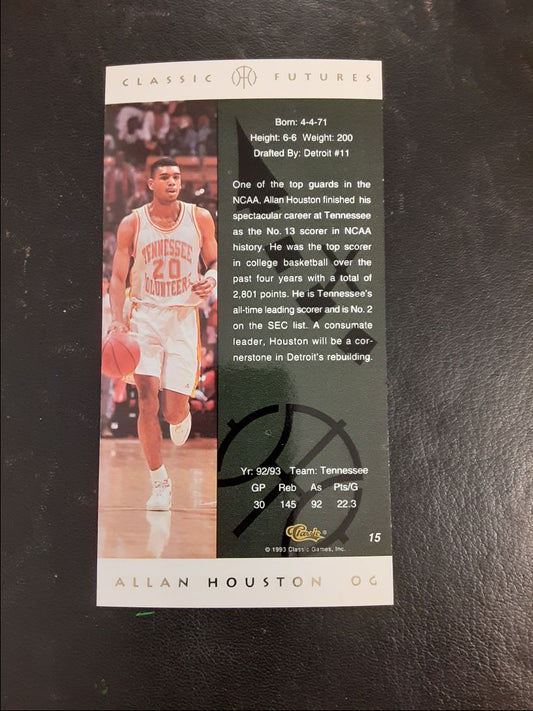 CLASSIC FUTURES
Born: 4-4-71
Height: 6-6 Weight: 200
Drafted By: Detroit #11
One of the top guards in the
NCAA, Allan Houston finished his
spectacular career at Tennessee
as the No. 13 scorer in NCAA
history. He was the top scorer
in college basketball over the
past four years with a total of
2,801 points. He is Tennessee's
all-time leading scorer and is No. 2
on the SEC list. A consumate
leader, Houston will be a cor-
nerstone in Detroit's rebuilding.
TENNESSEE
20
VOLUNTEERS
Yr: 92/93 Team: Tennessee
GP Reb As Pts/G
30 145 92 22.3
Classic®
15
© 1993 Classic Games, Inc.
ALLAN HOUSTON OG